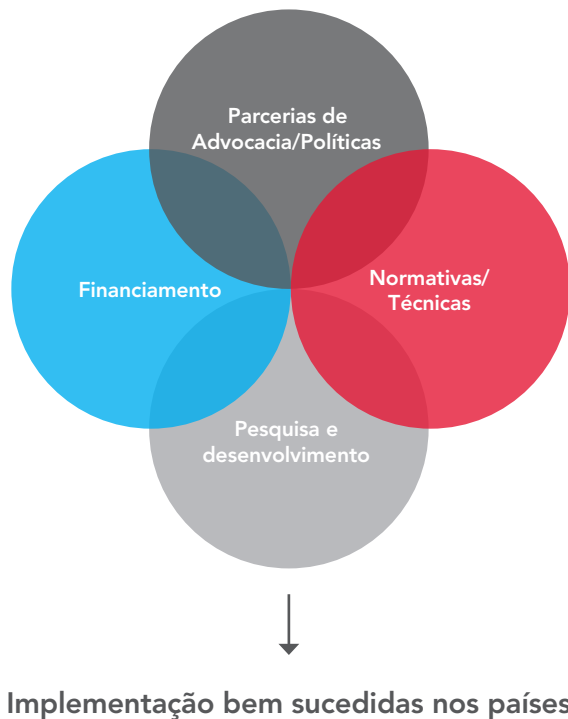 Parcerias de
Advocacia/Políticas
Financiamento
Normativas/
Técnicas
Pesquisa e
desenvolvimento
Implementação bem sucedidas nos países